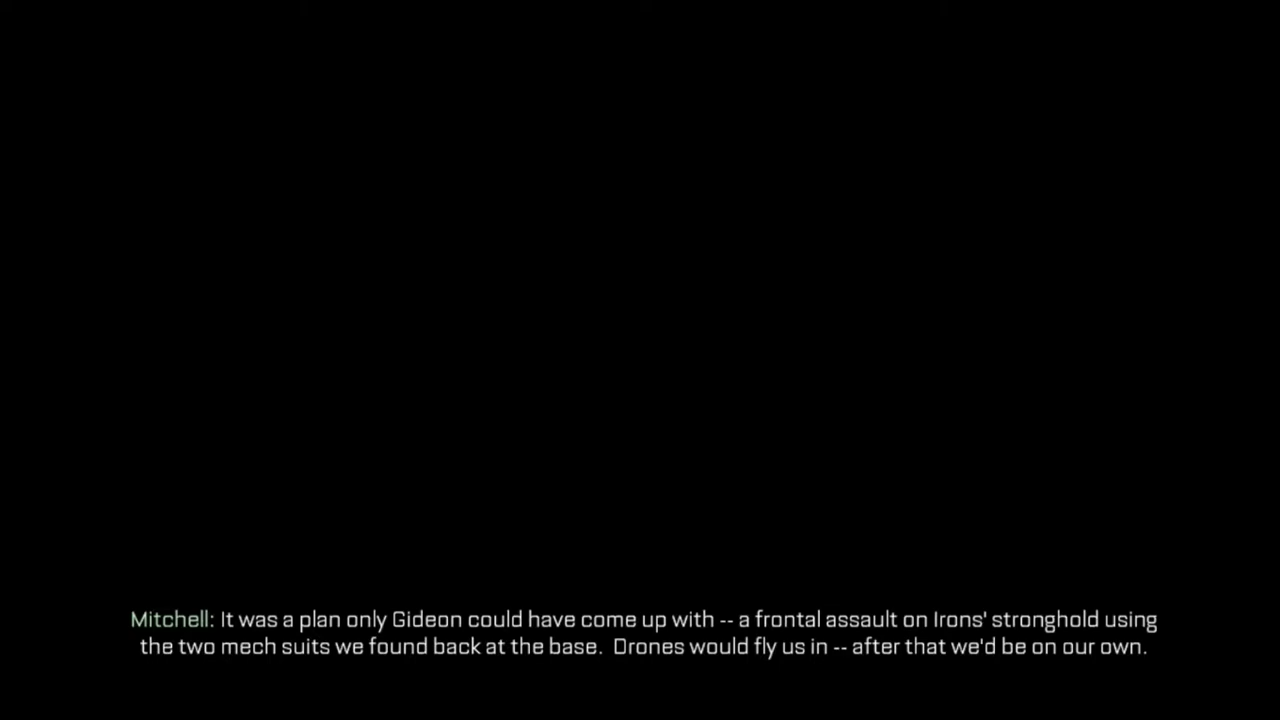 Mitchell: It was a plan only Gideon could have come up with -- a frontal assault on Irons' stronghold using
the two mech suits we found back at the base.  Drones would fly us in -- after that we'd be on our own.